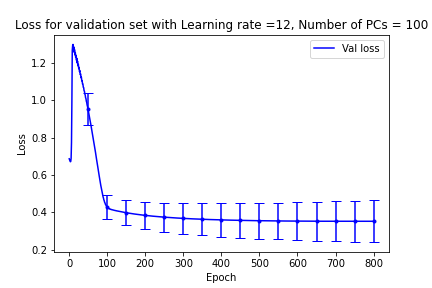 Loss for validation set with Learning rate =12, Number of PCs = 100
Val loss
1.2
1.0
0.8
0.6
0.4
0.2
Loss
0 100 200 300 400 500 600 700 800
Epoch